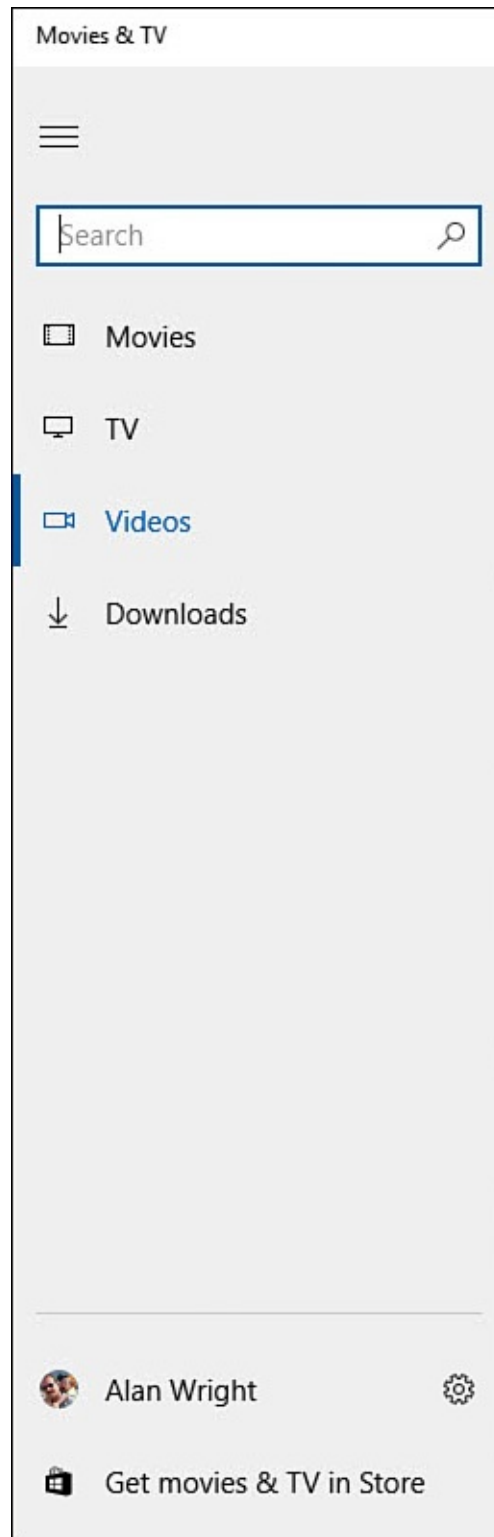 Movies & TV
Search
Movies
TV
Videos
Downloads
Alan Wright
Get movies & TV in Store